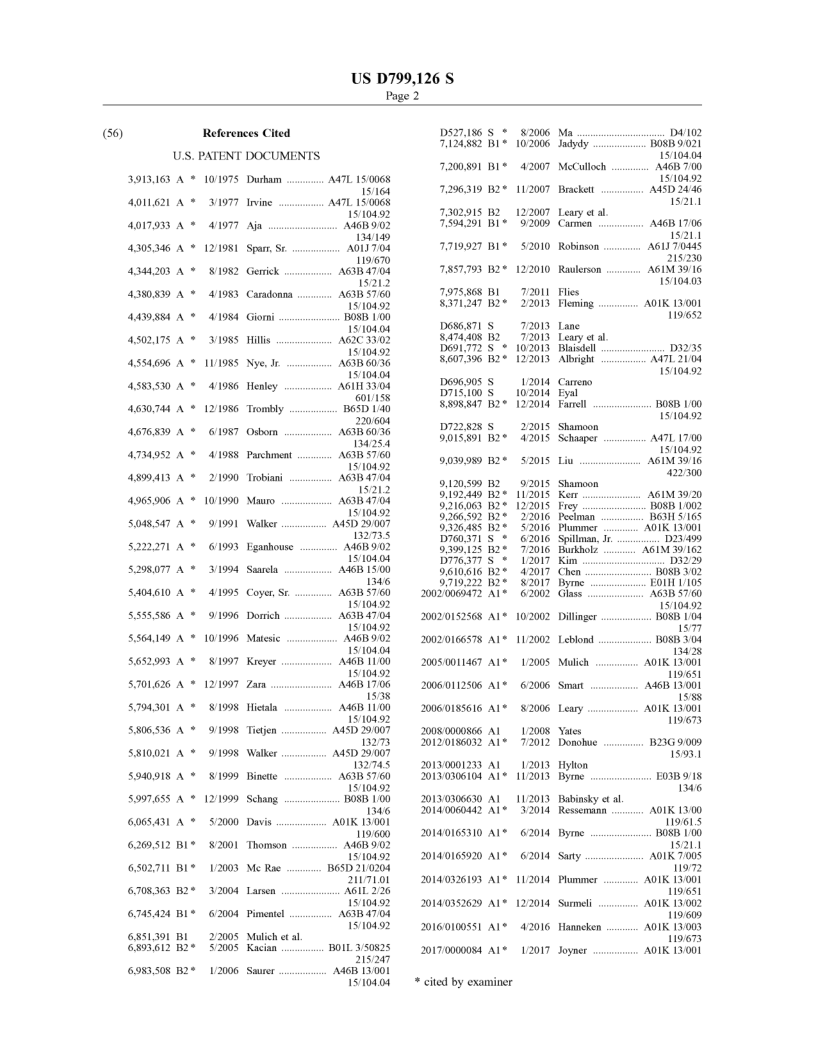 US D799,126 S
Page 2
(56) References Cited
U.S. PATENT DOCUMENTS
3,913,163 A * 10/1975 Durham .............. A47L 15/0068
15/164
4,011,621 A * 3/1977 Irvine ................. A47L 15/0068
15/104.92
4,017,933 A * 4/1977 Aja .......................... A46B 9/02
134/149
4,305,346 A * 12/1981 Sparr, Sr. .................. A01J 7/04
119/670
4,344,203 A * 8/1982 Gerrick .................. A63B 47/04
15/21.2
4,380,839 A * 4/1983 Caradonna ............. A63B 57/60
15/104.92
4,439,884 A * 4/1984 Giorni ....................... B08B 1/00
15/104.04
4,502,175 A * 3/1985 Hillis ..................... A62C 33/02
15/104.92
4,554,696 A * 11/1985 Nye, Jr. ................. A63B 60/36
15/104.04
4,583,530 A * 4/1986 Henley .................. A61H 33/04
601/158
4,630,744 A * 12/1986 Trombly .................. B65D 1/40
220/604
4,676,839 A * 6/1987 Osborn .................. A63B 60/36
134/25.4
4,734,952 A * 4/1988 Parchment ............. A63B 57/60
15/104.92
4,899,413 A * 2/1990 Trobiani ................ A63B 47/04
15/21.2
4,965,906 A * 10/1990 Mauro ................... A63B 47/04
15/104.92
5,048,547 A * 9/1991 Walker ................. A45D 29/007
132/73.5
5,222,271 A * 6/1993 Eganhouse .............. A46B 9/02
15/104.04
5,298,077 A * 3/1994 Saarela ................... A46B 15/00
134/6
5,404,610 A * 4/1995 Coyer, Sr. .............. A63B 57/60
15/104.92
5,555,586 A * 9/1996 Dorrich .................. A63B 47/04
15/104.92
5,564,149 A * 10/1996 Matesic ................... A46B 9/02
15/104.04
5,652,993 A * 8/1997 Kreyer ................... A46B 11/00
15/104.92
5,701,626 A * 12/1997 Zara ....................... A46B 17/06
15/38
5,794,301 A * 8/1998 Hietala .................. A46B 11/00
15/104.92
5,806,536 A * 9/1998 Tietjen ................. A45D 29/007
132/73
5,810,021 A * 9/1998 Walker ................. A45D 29/007
132/74.5
5,940,918 A * 8/1999 Binette .................. A63B 57/60
15/104.92
5,997,655 A * 12/1999 Schang ..................... B08B 1/00
134/6
6,065,431 A * 5/2000 Davis ................... A01K 13/001
119/600
6,269,512 B1 * 8/2001 Thomson ................. A46B 9/02
15/104.92
6,502,711 B1 * 1/2003 Mc Rae ............. B65D 21/0204
211/71.01
6,708,363 B2 * 3/2004 Larsen ...................... A61L 2/26
15/104.92
6,745,424 B1 * 6/2004 Pimentel ................ A63B 47/04
15/104.92
6,851,391 B1 2/2005 Mulich et al.
6,893,612 B2 * 5/2005 Kacian ................ B01L 3/50825
215/247
6,983,508 B2 * 1/2006 Saurer .................. A46B 13/001
15/104.04
D527,186 S * 8/2006 Ma ................................. D4/102
7,124,882 B1 * 10/2006 Jadydy .................... B08B 9/021
15/104.04
7,200,891 B1 * 4/2007 McCulloch .............. A46B 7/00
15/104.92
7,296,319 B2 * 11/2007 Brackett ................ A45D 24/46
15/21.1
7,302,915 B2 12/2007 Leary et al.
7,594,291 B1 * 9/2009 Carmen ................. A46B 17/06
15/21.1
7,719,927 B1 * 5/2010 Robinson .............. A61J 7/0445
215/230
7,857,793 B2 * 12/2010 Raulerson ............. A61M 39/16
15/104.03
7,975,868 B1 7/2011 Flies
8,371,247 B2 * 2/2013 Fleming ............... A01K 13/001
119/652
D686,871 S 7/2013 Lane
8,474,408 B2 7/2013 Leary et al.
D691,772 S * 10/2013 Blaisdell ........................ D32/35
8,607,396 B2 * 12/2013 Albright ................. A47L 21/04
15/104.92
D696,905 S 1/2014 Carreno
D715,100 S 10/2014 Eyal
8,898,847 B2 * 12/2014 Farrell ...................... B08B 1/00
15/104.92
D722,828 S 2/2015 Shamoon
9,015,891 B2 * 4/2015 Schaaper ................ A47L 17/00
15/104.92
9,039,989 B2 * 5/2015 Liu ....................... A61M 39/16
422/300
9,120,599 B2 9/2015 Shamoon
9,192,449 B2 * 11/2015 Kerr ...................... A61M 39/20
9,216,063 B2 * 12/2015 Frey ........................ B08B 1/002
9,266,592 B2 * 2/2016 Peelman ................ B63H 5/165
9,326,485 B2 * 5/2016 Plummer ............. A01K 13/001
D760,371 S * 6/2016 Spillman, Jr. ................ D23/499
9,399,125 B2 * 7/2016 Burkholz ............ A61M 39/162
D776,377 S * 1/2017 Kim ............................... D32/29
9,610,616 B2 * 4/2017 Chen ......................... B08B 3/02
9,719,222 B2 * 8/2017 Byrne ..................... E01H 1/105
2002/0069472 A1 * 6/2002 Glass ..................... A63B 57/60
15/104.92
2002/0152568 A1 * 10/2002 Dillinger ................... B08B 1/04
15/77
2002/0166578 A1 * 11/2002 Leblond .................... B08B 3/04
134/28
2005/0011467 A1 * 1/2005 Mulich ................ A01K 13/001
119/651
2006/0112506 A1 * 6/2006 Smart .................. A46B 13/001
15/88
2006/0185616 A1 * 8/2006 Leary ................... A01K 13/001
119/673
2008/0000866 A1 1/2008 Yates
2012/0186032 A1 * 7/2012 Donohue ............... B23G 9/009
15/93.1
2013/0001233 A1 1/2013 Hylton
2013/0306104 A1 * 11/2013 Byrne ....................... E03B 9/18
134/6
2013/0306630 A1 11/2013 Babinsky et al.
2014/0060442 A1 * 3/2014 Ressemann ............ A01K 13/00
119/61.5
2014/0165310 A1 * 6/2014 Byrne ....................... B08B 1/00
15/21.1
2014/0165920 A1 * 6/2014 Sarty ...................... A01K 7/005
119/72
2014/0326193 A1 * 11/2014 Plummer ............. A01K 13/001
119/651
2014/0352629 A1 * 12/2014 Surmeli ............... A01K 13/002
119/609
2016/0100551 A1 * 4/2016 Hanneken ............ A01K 13/003
119/673
2017/0000084 A1 * 1/2017 Joyner ................. A01K 13/001
* cited by examiner